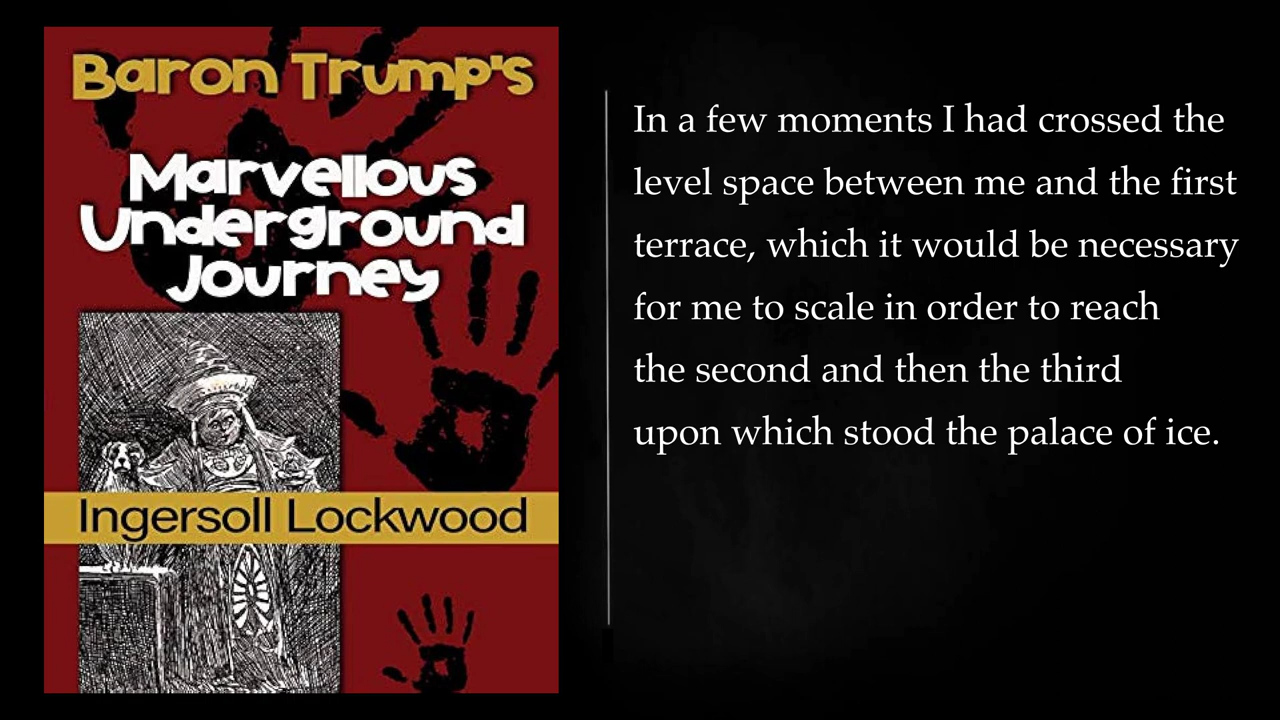 Baron Trump's
Marvellous
Underground
Journey
Ingersoll Lockwood
In a few moments I had crossed the
level space between me and the first
terrace, which it would be necessary
for me to scale in order to reach
the second and then the third
upon which stood the palace of ice.